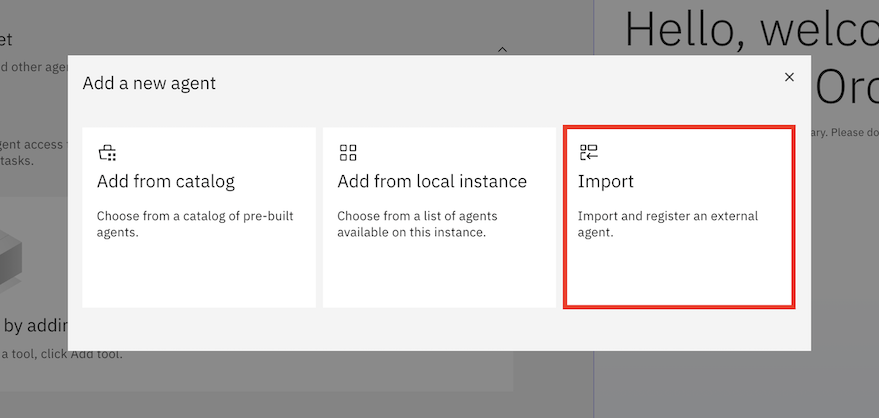 Hello, welco
et
d other age
Add a new agent
Orc
ary. Please do
gent access
tasks.
Add from catalog
Choose from a catalog of pre-built
agents.
Add from local instance
Choose from a list of agents
available on this instance.
Import
Import and register an external
agent.
by addin
a tool, click Add tool.